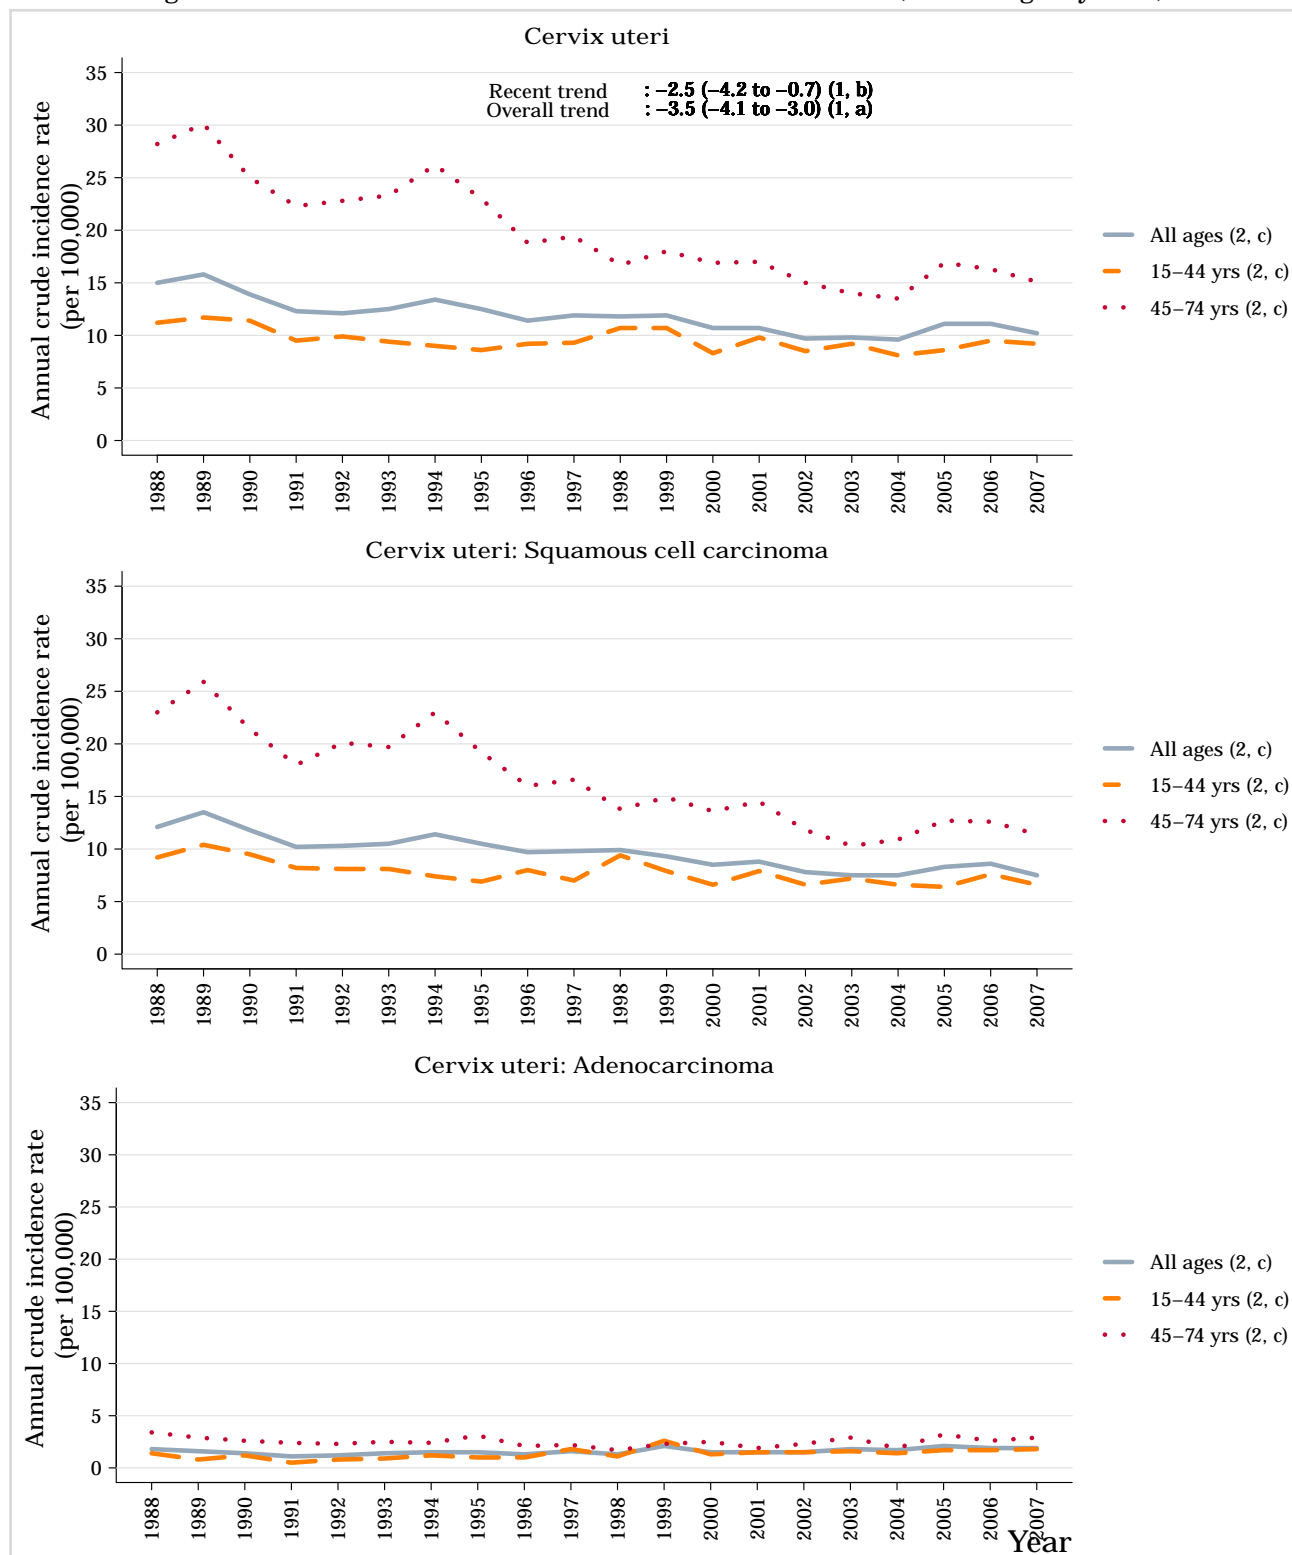 Cervix uteri
35
30
25
20
15
10
5
0
Annual crude incidence rate
(per 100,000)
Recent trend : −2.5 (−4.2 to −0.7) (1, b)
Overall trend : −3.5 (−4.1 to −3.0) (1, a)
All ages (2, c)
15−44 yrs (2, c)
45−74 yrs (2, c)
1988 1989 1990 1991 1992 1993 1994 1995 1996 1997 1998 1999 2000 2001 2002 2003 2004 2005 2006 2007
Cervix uteri: Squamous cell carcinoma
35
30
25
20
15
10
5
0
Annual crude incidence rate
(per 100,000)
All ages (2, c)
15−44 yrs (2, c)
45−74 yrs (2, c)
1988 1989 1990 1991 1992 1993 1994 1995 1996 1997 1998 1999 2000 2001 2002 2003 2004 2005 2006 2007
Cervix uteri: Adenocarcinoma
35
30
25
20
15
10
5
0
Annual crude incidence rate
(per 100,000)
All ages (2, c)
15−44 yrs (2, c)
45−74 yrs (2, c)
1988 1989 1990 1991 1992 1993 1994 1995 1996 1997 1998 1999 2000 2001 2002 2003 2004 2005 2006 2007
Year